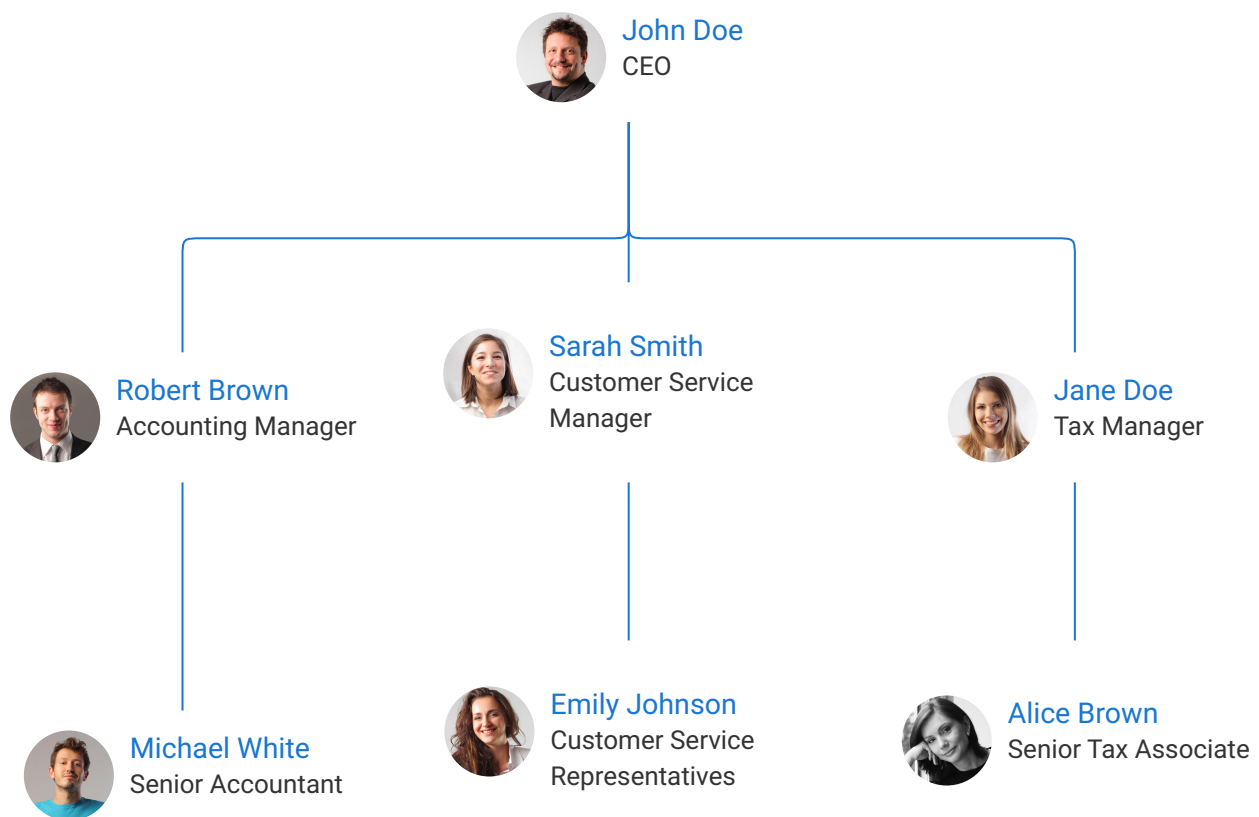 John Doe
CEO
Robert Brown
Accounting Manager
Sarah Smith
Customer Service
Manager
Jane Doe
Tax Manager
Michael White
Senior Accountant
Emily Johnson
Customer Service
Representatives
Alice Brown
Senior Tax Associate